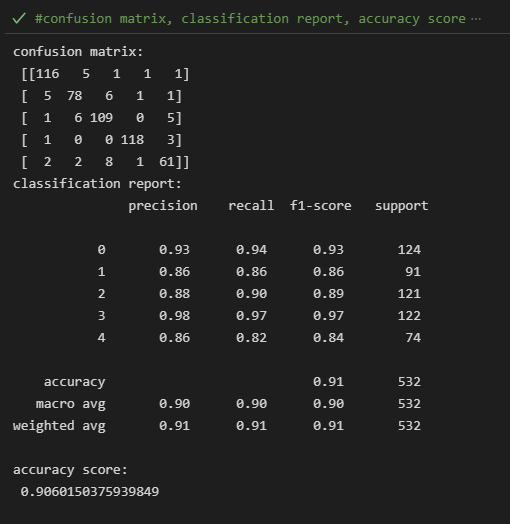 #confusion matrix, classification report, accuracy score ···
confusion matrix:
[[116 5 1 1 1]
[ 5 78 6 1 1]
[ 1 6 109 0 5]
[ 1 0 0 118 3]
[ 2 2 8 1 61]]
classification report:
precision recall f1-score support
0 0.93 0.94 0.93 124
1 0.86 0.86 0.86 91
2 0.88 0.90 0.89 121
3 0.98 0.97 0.97 122
4 0.86 0.82 0.84 74
accuracy 0.91 532
macro avg 0.90 0.90 0.90 532
weighted avg 0.91 0.91 0.91 532
accuracy score:
0.9060150375939849